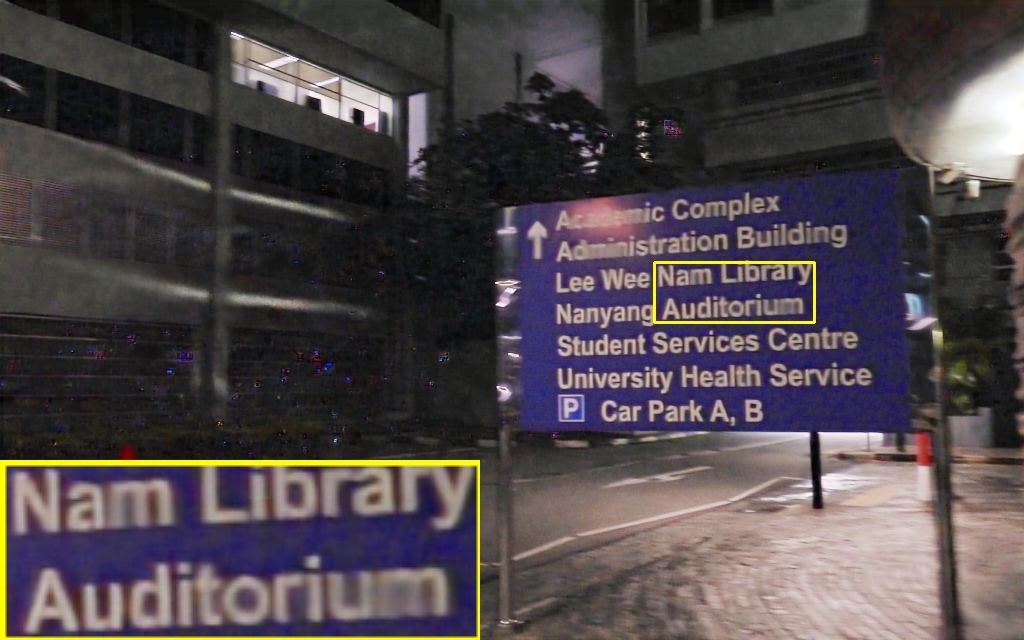 Academic Complex
Administration Building
Lee Wee Nam Library
Nanyang Auditorium
Student Services Centre
University Health Service
P Car Park A, B
Nam Library
Auditorium